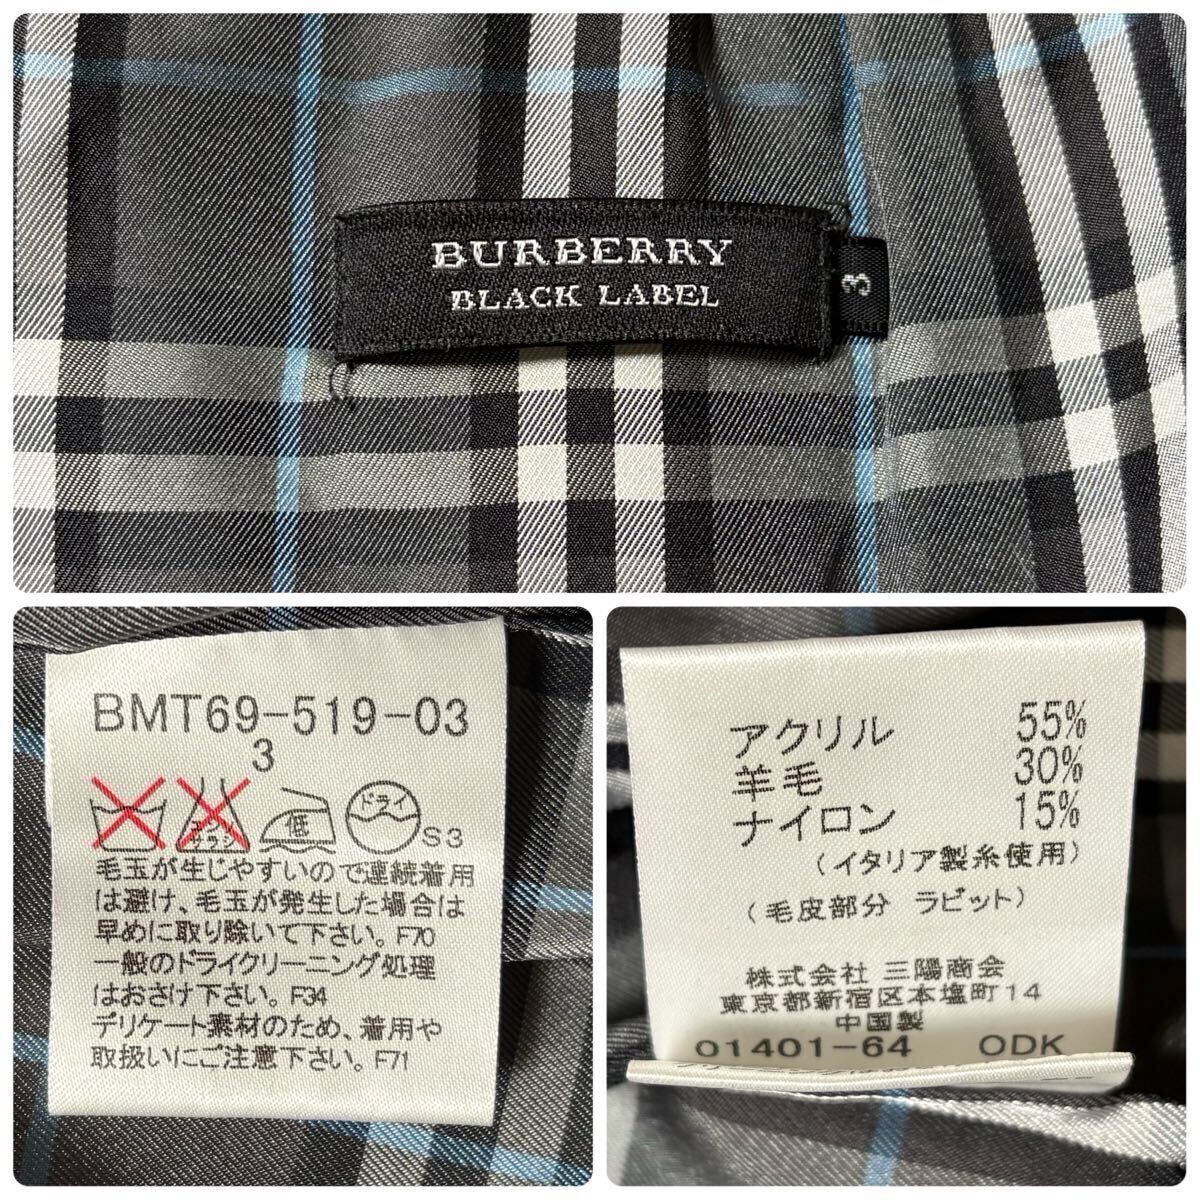 BURBERRY
BLACK LABEL
3
BMT69-519-03
3
エンソ
サラシ
低
ドライ
S3
毛玉が生じやすいので連続着用
は避け、毛玉が発生した場合は
早めに取り除いて下さい。F70
一般のドライクリーニング処理
はおさけ下さい。F34
デリケート素材のため、着用や
取扱いにご注意下さい。F71
アクリル 55%
羊毛 30%
ナイロン 15%
(イタリア製糸使用)
(毛皮部分 ラビット)
株式会社 三陽商会
東京都新宿区本塩町14
中国製
01401-64 ODK